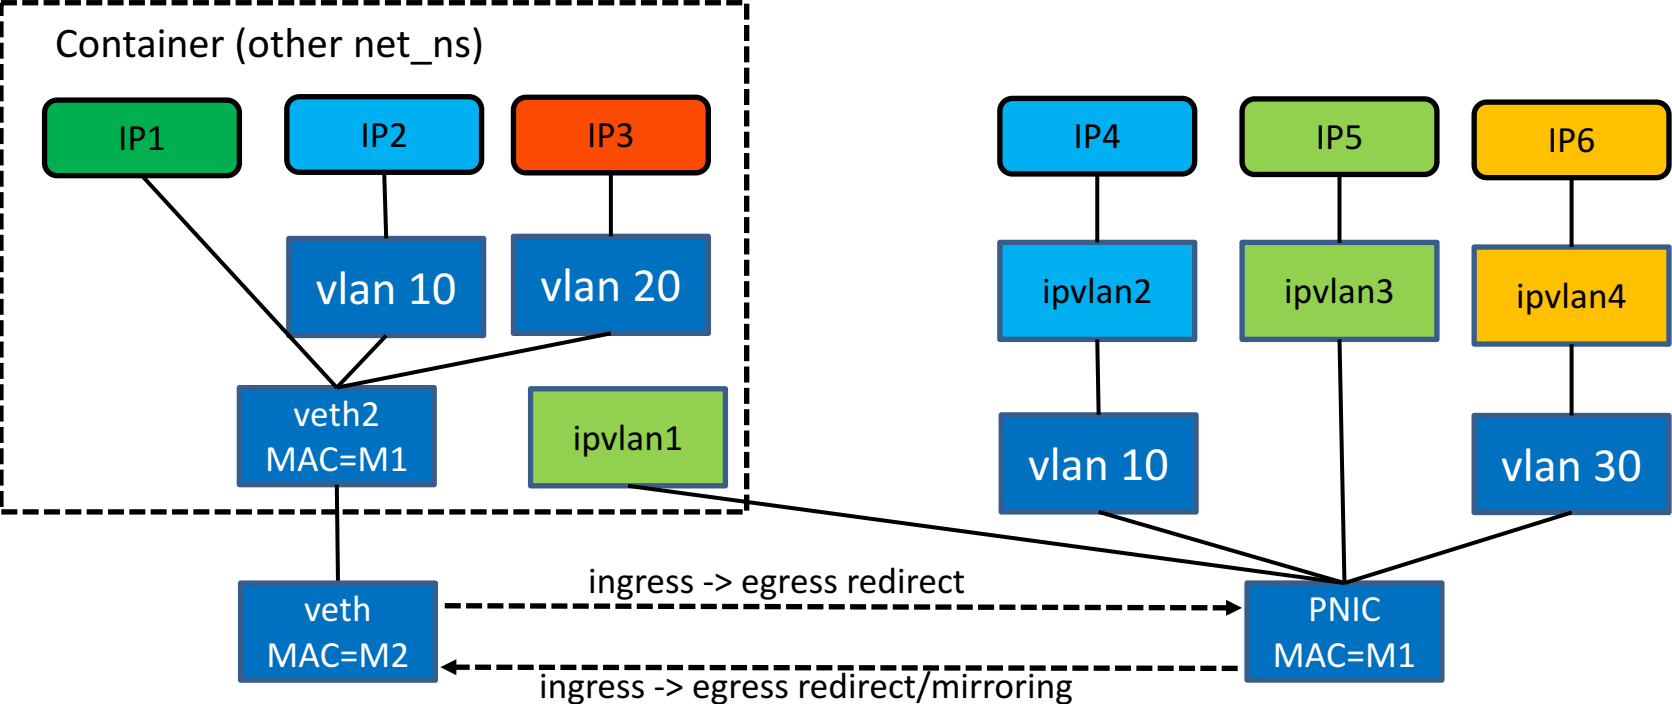 Container (other net_ns)
IP1
IP2
IP3
IP4
IP5
IP6
vlan 10
vlan 20
ipvlan2
ipvlan3
ipvlan4
veth2
MAC=M1
ipvlan1
vlan 10
vlan 30
ingress -> egress redirect
veth
MAC=M2
PNIC
MAC=M1
ingress -> egress redirect/mirroring